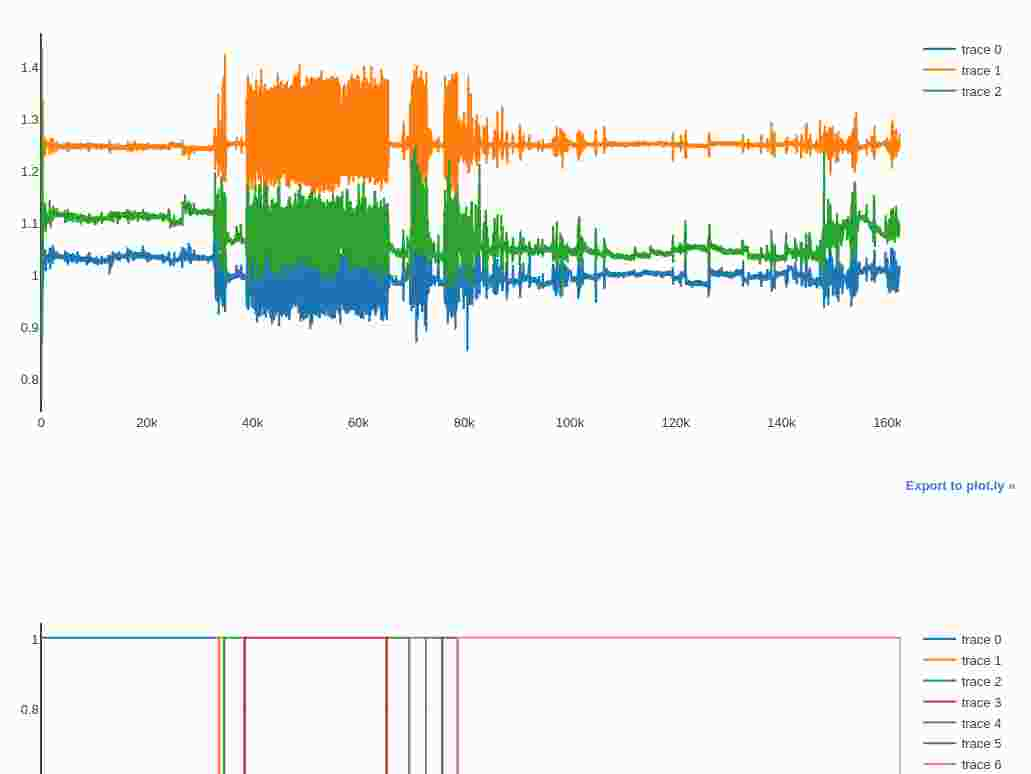 1.4
1.3
1.2
1.1
1
0.9
0.8
0 20k 40k 60k 80k 100k 120k 140k 160k
trace 0
trace 1
trace 2
Export to plot.ly »
1
0.8
trace 0
trace 1
trace 2
trace 3
trace 4
trace 5
trace 6